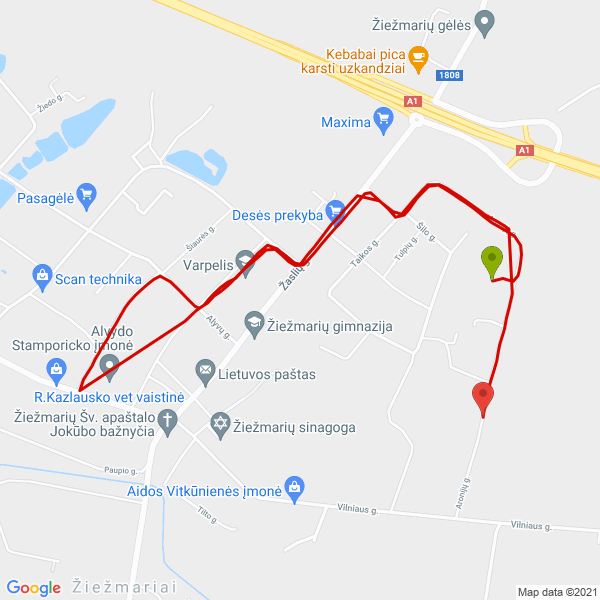 Žiežmarių gėlės
Kebabai pica
karsti uzkandziai
1808
Žiedo g.
A1
Maxima
A1
Pasagėlė
Desės prekyba
Šiaurės g.
Šilo g.
Taikos g.
Tulpių g.
Varpelis
Scan technika
Žaslių g.
Alyvų g.
Žiežmarių gimnazija
Alvydo
Stamporicko įmonė
Lietuvos paštas
R.Kazlausko vet vaistinė
Žiežmarių Šv. apaštalo
Jokūbo bažnyčia
Žiežmarių sinagoga
Paupio g.
Aronijų g.
Aidos Vitkūnienės įmonė
Vilniaus g.
Tilto g.
Vilniaus g.
Google
Žiežmariai
Map data ©2021